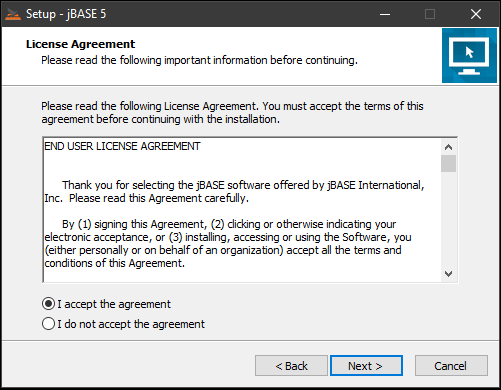 Setup - jBASE 5
License Agreement
Please read the following important information before continuing.
Please read the following License Agreement. You must accept the terms of this
agreement before continuing with the installation.
END USER LICENSE AGREEMENT
Thank you for selecting the jBASE software offered by jBASE International,
Inc.  Please read this Agreement carefully.
By (1) signing this Agreement, (2) clicking or otherwise indicating your
electronic acceptance, or (3) installing, accessing or using the Software, you
(either personally or on behalf of an organization) accept all the terms and
conditions of this Agreement.
I accept the agreement
I do not accept the agreement
< Back
Next >
Cancel